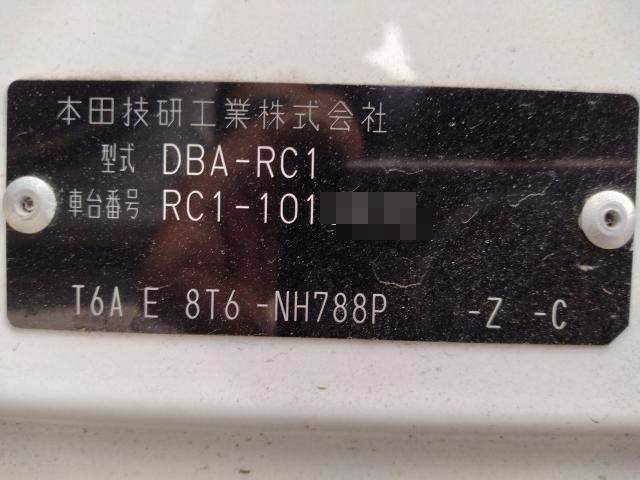 本田技研工業株式会社
型式 DBA-RC1
車台番号 RC1-101
T6A E 8T6 -NH788P -Z -C